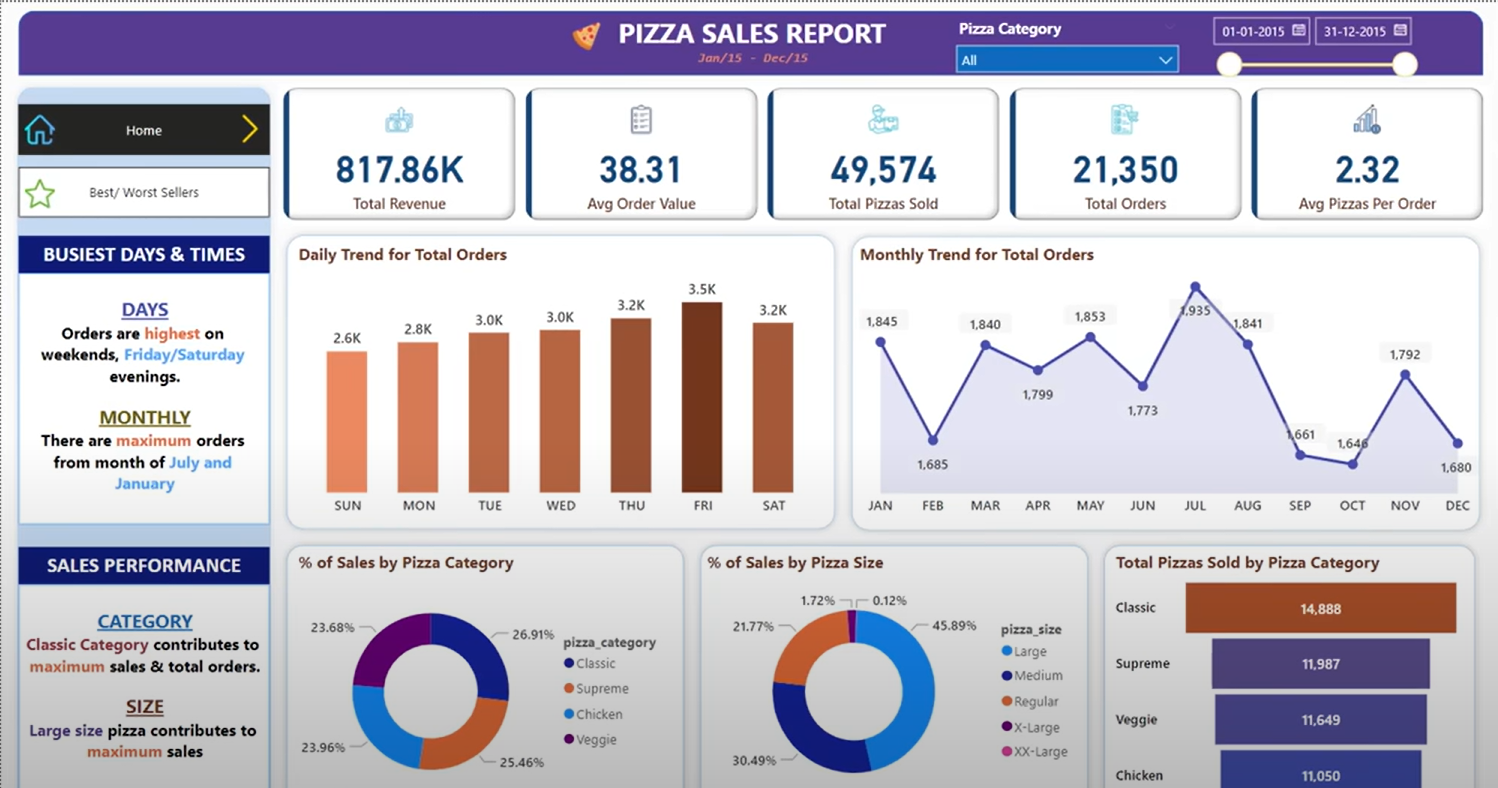 PIZZA SALES REPORT
Jan/15 - Dec/15
Pizza Category
All
01-01-2015
31-12-2015
Home
Best/ Worst Sellers
817.86K
Total Revenue
38.31
Avg Order Value
49,574
Total Pizzas Sold
21,350
Total Orders
2.32
Avg Pizzas Per Order
BUSIEST DAYS & TIMES
DAYS
Orders are highest on
weekends, Friday/Saturday
evenings.
MONTHLY
There are maximum orders
from month of July and
January
Daily Trend for Total Orders
2.6K
2.8K
3.0K
3.0K
3.2K
3.5K
3.2K
SUN MON TUE WED THU FRI SAT
Monthly Trend for Total Orders
1,845
1,685
1,840
1,799
1,853
1,773
1,935
1,841
1,661
1,646
1,792
1,680
JAN FEB MAR APR MAY JUN JUL AUG SEP OCT NOV DEC
SALES PERFORMANCE
CATEGORY
Classic Category contributes to
maximum sales & total orders.
SIZE
Large size pizza contributes to
maximum sales
% of Sales by Pizza Category
23.68%
26.91%
23.96%
25.46%
pizza_category
Classic
Supreme
Chicken
Veggie
% of Sales by Pizza Size
1.72%
0.12%
21.77%
45.89%
30.49%
pizza_size
Large
Medium
Regular
X-Large
XX-Large
Total Pizzas Sold by Pizza Category
Classic 14,888
Supreme 11,987
Veggie 11,649
Chicken 11,050